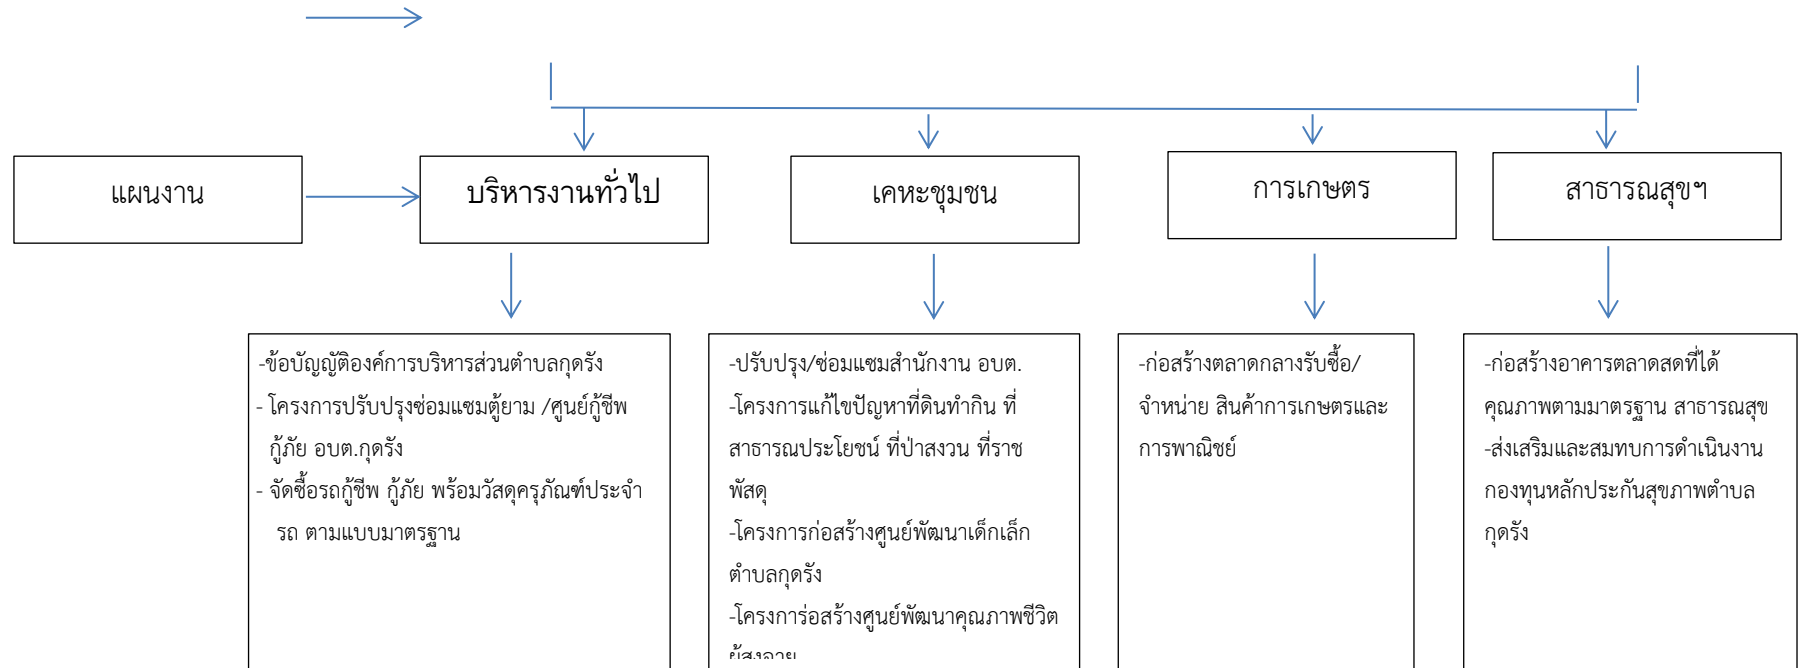 แผนงาน
บริหารงานทั่วไป
เคหะชุมชน
การเกษตร
สาธารณสุขฯ
-ข้อบัญญัติองค์การบริหารส่วนตำบลกุดรัง
- โครงการปรับปรุงซ่อมแซมตู้ยาม /ศูนย์กู้ชีพ
กู้ภัย อบต.กุดรัง
- จัดซื้อรถกู้ชีพ กู้ภัย พร้อมวัสดุครุภัณฑ์ประจำ
รถ ตามแบบมาตรฐาน
-ปรับปรุง/ซ่อมแซมสำนักงาน อบต.
-โครงการแก้ไขปัญหาที่ดินทำกิน ที่
สาธารณประโยชน์ ที่ป่าสงวน ที่ราช
พัสดุ
-โครงการก่อสร้างศูนย์พัฒนาเด็กเล็ก
ตำบลกุดรัง
-โครงการ่อสร้างศูนย์พัฒนาคุณภาพชีวิต
ผู้สูงอายุ
-ก่อสร้างตลาดกลางรับซื้อ/
จำหน่าย สินค้าการเกษตรและ
การพาณิชย์
-ก่อสร้างอาคารตลาดสดที่ได้
คุณภาพตามมาตรฐาน สาธารณสุข
-ส่งเสริมและสมทบการดำเนินงาน
กองทุนหลักประกันสุขภาพตำบล
กุดรัง